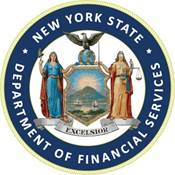 NEW YORK STATE
DEPARTMENT OF FINANCIAL SERVICES
EXCELSIOR